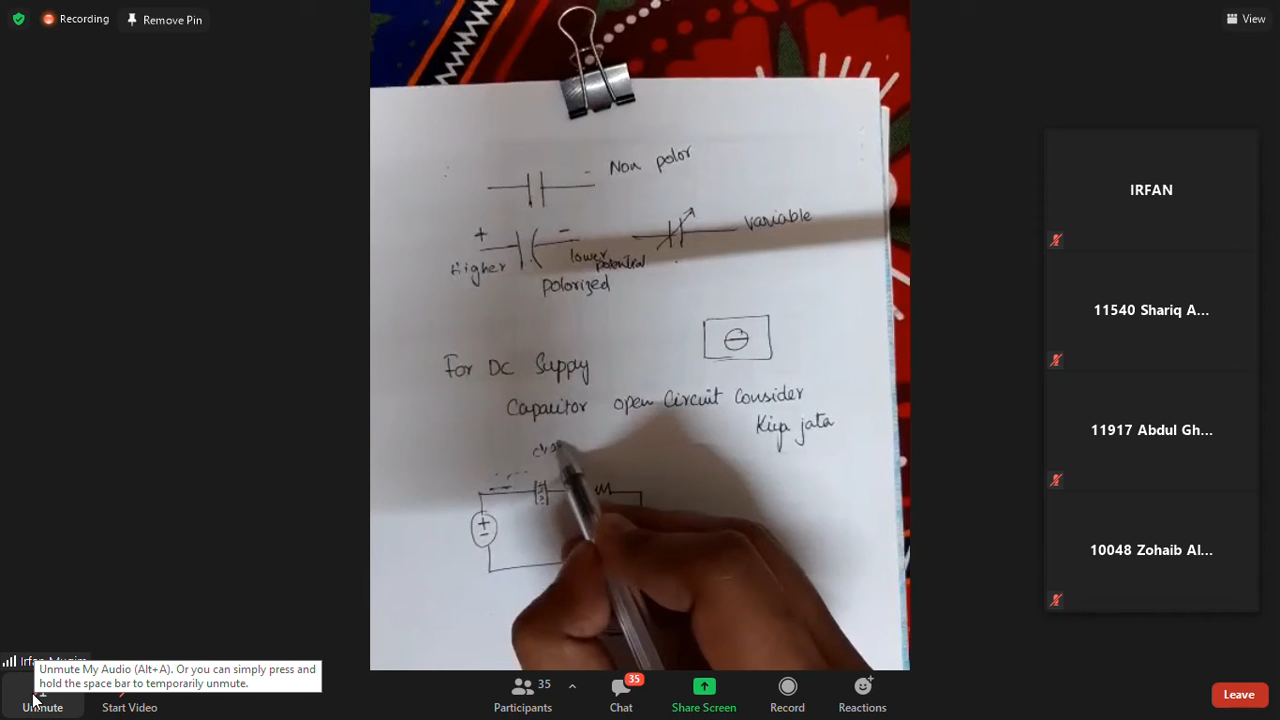 Recording
Remove Pin
View
Non polor
+ -
Variable
Higher
lower
potential
polorized
For DC Supply
Capacitor open Circuit Consider
Kiya jata
+
-
IRFAN
11540 Shariq A...
11917 Abdul Gh...
10048 Zohaib Al...
Unmute My Audio (Alt+A). Or you can simply press and
hold the space bar to temporarily unmute.
Unmute
Start Video
35
Participants
35
Chat
Share Screen
Record
Reactions
Leave